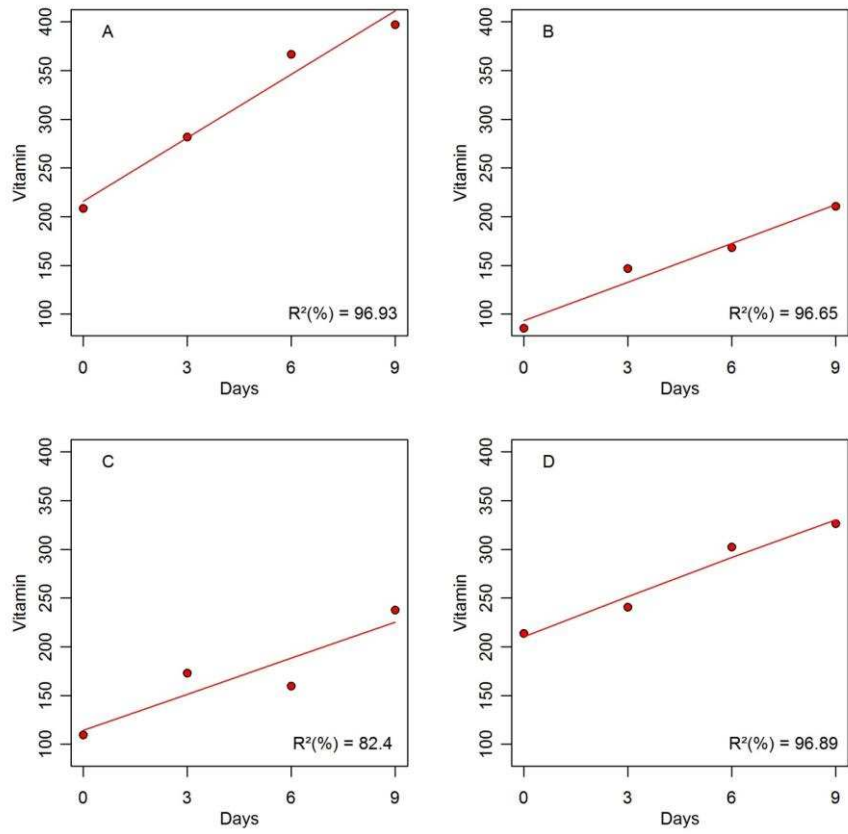 A
400
350
300
250
200
150
100
Vitamin
R²(%) = 96.93
0 3 6 9
Days
B
400
350
300
250
200
150
100
Vitamin
R²(%) = 96.65
0 3 6 9
Days
C
400
350
300
250
200
150
100
Vitamin
R²(%) = 82.4
0 3 6 9
Days
D
400
350
300
250
200
150
100
Vitamin
R²(%) = 96.89
0 3 6 9
Days